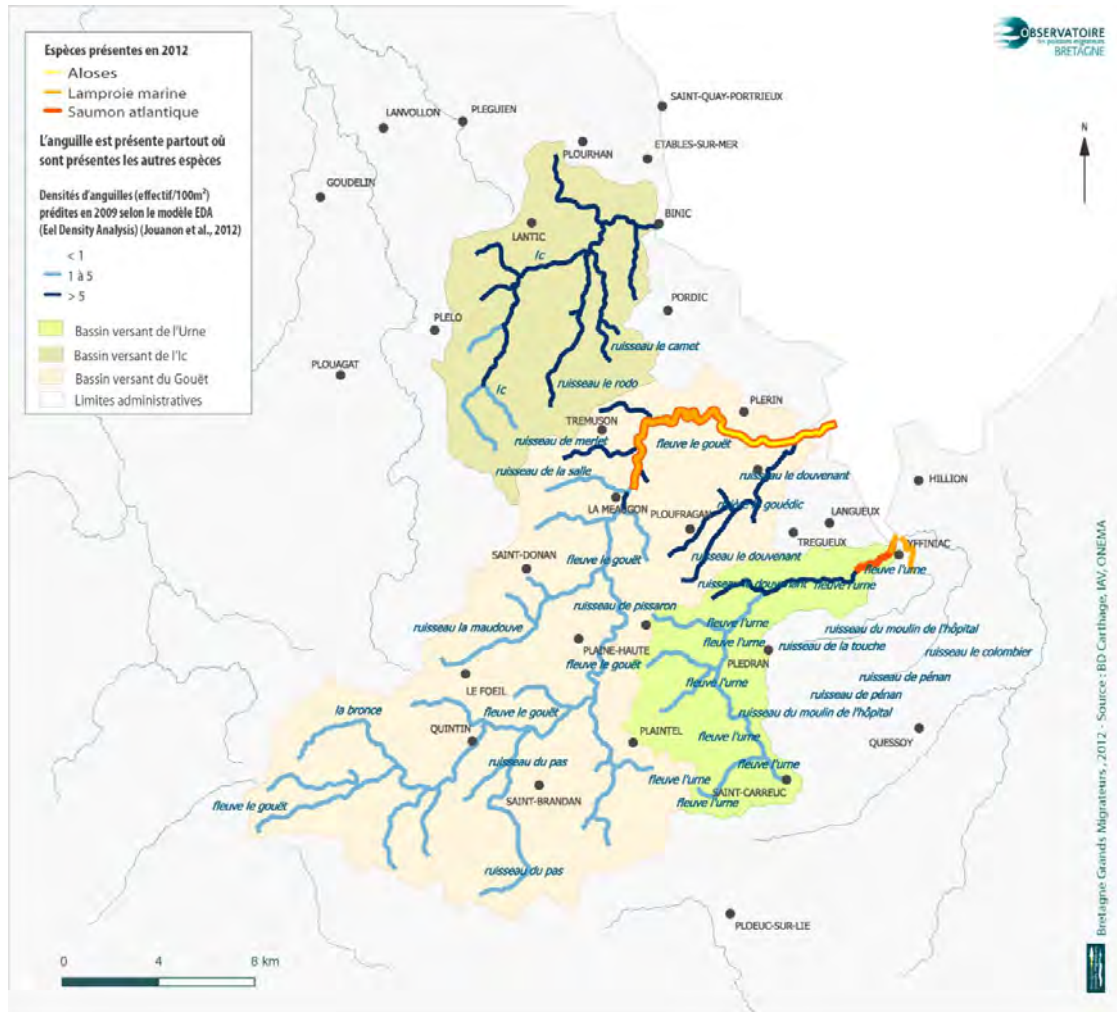 OBSERVATOIRE
des poissons migrateurs
BRETAGNE
Espèces présentes en 2012
Aloses
Lamproie marine
Saumon atlantique
L'anguille est présente partout où
sont présentes les autres espèces
Densités d'anguilles (effectif/100m²)
prédites en 2009 selon le modèle EDA
(Eel Density Analysis) (Jouanon et al., 2012)
< 1
1 à 5
> 5
Bassin versant de l'Urne
Bassin versant de l'Ic
Bassin versant du Gouët
Limites administratives
N
SAINT-QUAY-PORTRIEUX
LANVOLLON
PLEGUIEN
PLOURHAN
ETABLES-SUR-MER
GOUDELIN
BINIC
LANTIC
Ic
PORDIC
PLELO
ruisseau le camet
PLOUAGAT
Ic
ruisseau le rodo
PLERIN
TREMUSON
ruisseau de merlet
fleuve le gouët
ruisseau de la salle
ruisseau le douvenant
HILLION
LA MEAUGON
gouédic
PLOUFRAGAN
LANGUEUX
TREGUEUX
YFFINIAC
SAINT-DONAN
fleuve le gouët
ruisseau le douvenant
fleuve l'urne
ruisseau le douvenant
fleuve l'urne
ruisseau de pissaron
fleuve l'urne
ruisseau du moulin de l'hôpital
ruisseau la maudouve
PLAINE-HAUTE
fleuve l'urne
ruisseau de la touche
ruisseau le colombier
fleuve le gouët
PLEDRAN
LE FOEIL
fleuve l'urne
ruisseau de pénan
ruisseau de pénan
la bronce
fleuve le gouët
ruisseau du moulin de l'hôpital
QUINTIN
PLAINTEL
fleuve l'urne
QUESSOY
ruisseau du pas
fleuve l'urne
fleuve l'urne
SAINT-BRANDAN
SAINT-CARREUC
fleuve le gouët
fleuve l'urne
ruisseau du pas
PLOEUC-SUR-LIE
0 4 8 km
Bretagne Grands Migrateurs, 2012 - Source : BD Carthage, IAV, ONEMA